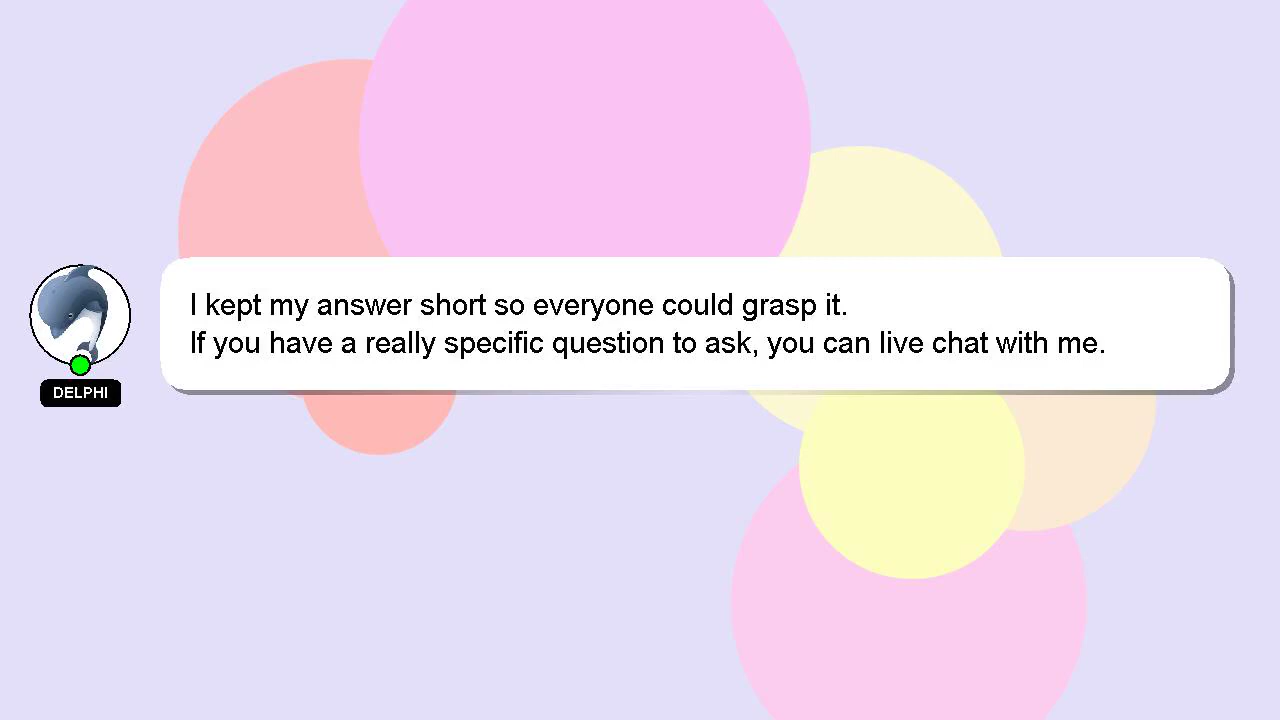 I kept my answer short so everyone could grasp it.
If you have a really specific question to ask, you can live chat with me.
DELPHI